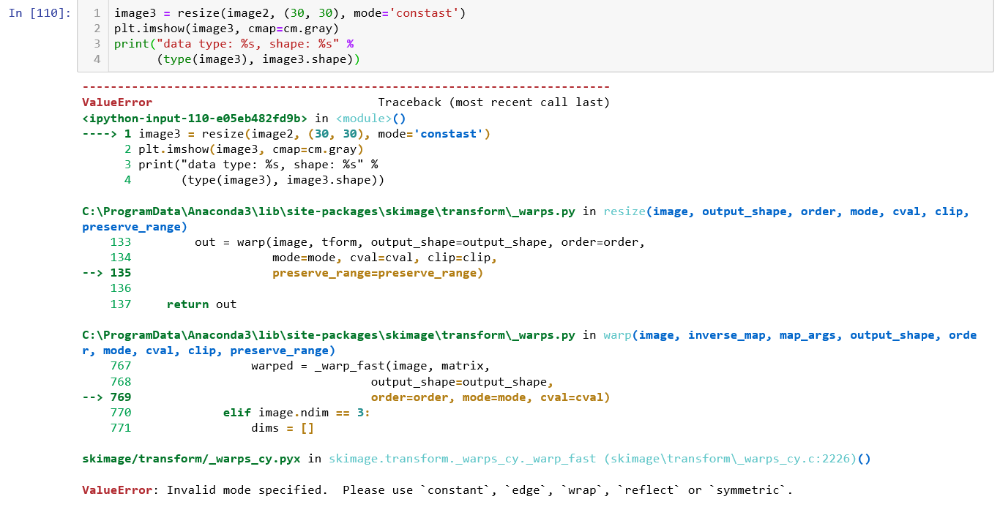 In [110]:
1 image3 = resize(image2, (30, 30), mode='constast')
2 plt.imshow(image3, cmap=cm.gray)
3 print("data type: %s, shape: %s" %
4       (type(image3), image3.shape))
---------------------------------------------------------------------------
ValueError                                Traceback (most recent call last)
<ipython-input-110-e05eb482fd9b> in <module>()
----> 1 image3 = resize(image2, (30, 30), mode='constast')
      2 plt.imshow(image3, cmap=cm.gray)
      3 print("data type: %s, shape: %s" %
      4       (type(image3), image3.shape))
C:\ProgramData\Anaconda3\lib\site-packages\skimage\transform\_warps.py in resize(image, output_shape, order, mode, cval, clip,
preserve_range)
    133         out = warp(image, tform, output_shape=output_shape, order=order,
    134                    mode=mode, cval=cval, clip=clip,
--> 135                    preserve_range=preserve_range)
    136
    137     return out
C:\ProgramData\Anaconda3\lib\site-packages\skimage\transform\_warps.py in warp(image, inverse_map, map_args, output_shape, orde
r, mode, cval, clip, preserve_range)
    767                 warped = _warp_fast(image, matrix,
    768                                  output_shape=output_shape,
--> 769                                  order=order, mode=mode, cval=cval)
    770             elif image.ndim == 3:
    771                 dims = []
skimage/transform/_warps_cy.pyx in skimage.transform._warps_cy._warp_fast (skimage\transform\_warps_cy.c:2226)()
ValueError: Invalid mode specified.  Please use `constant`, `edge`, `wrap`, `reflect` or `symmetric`.